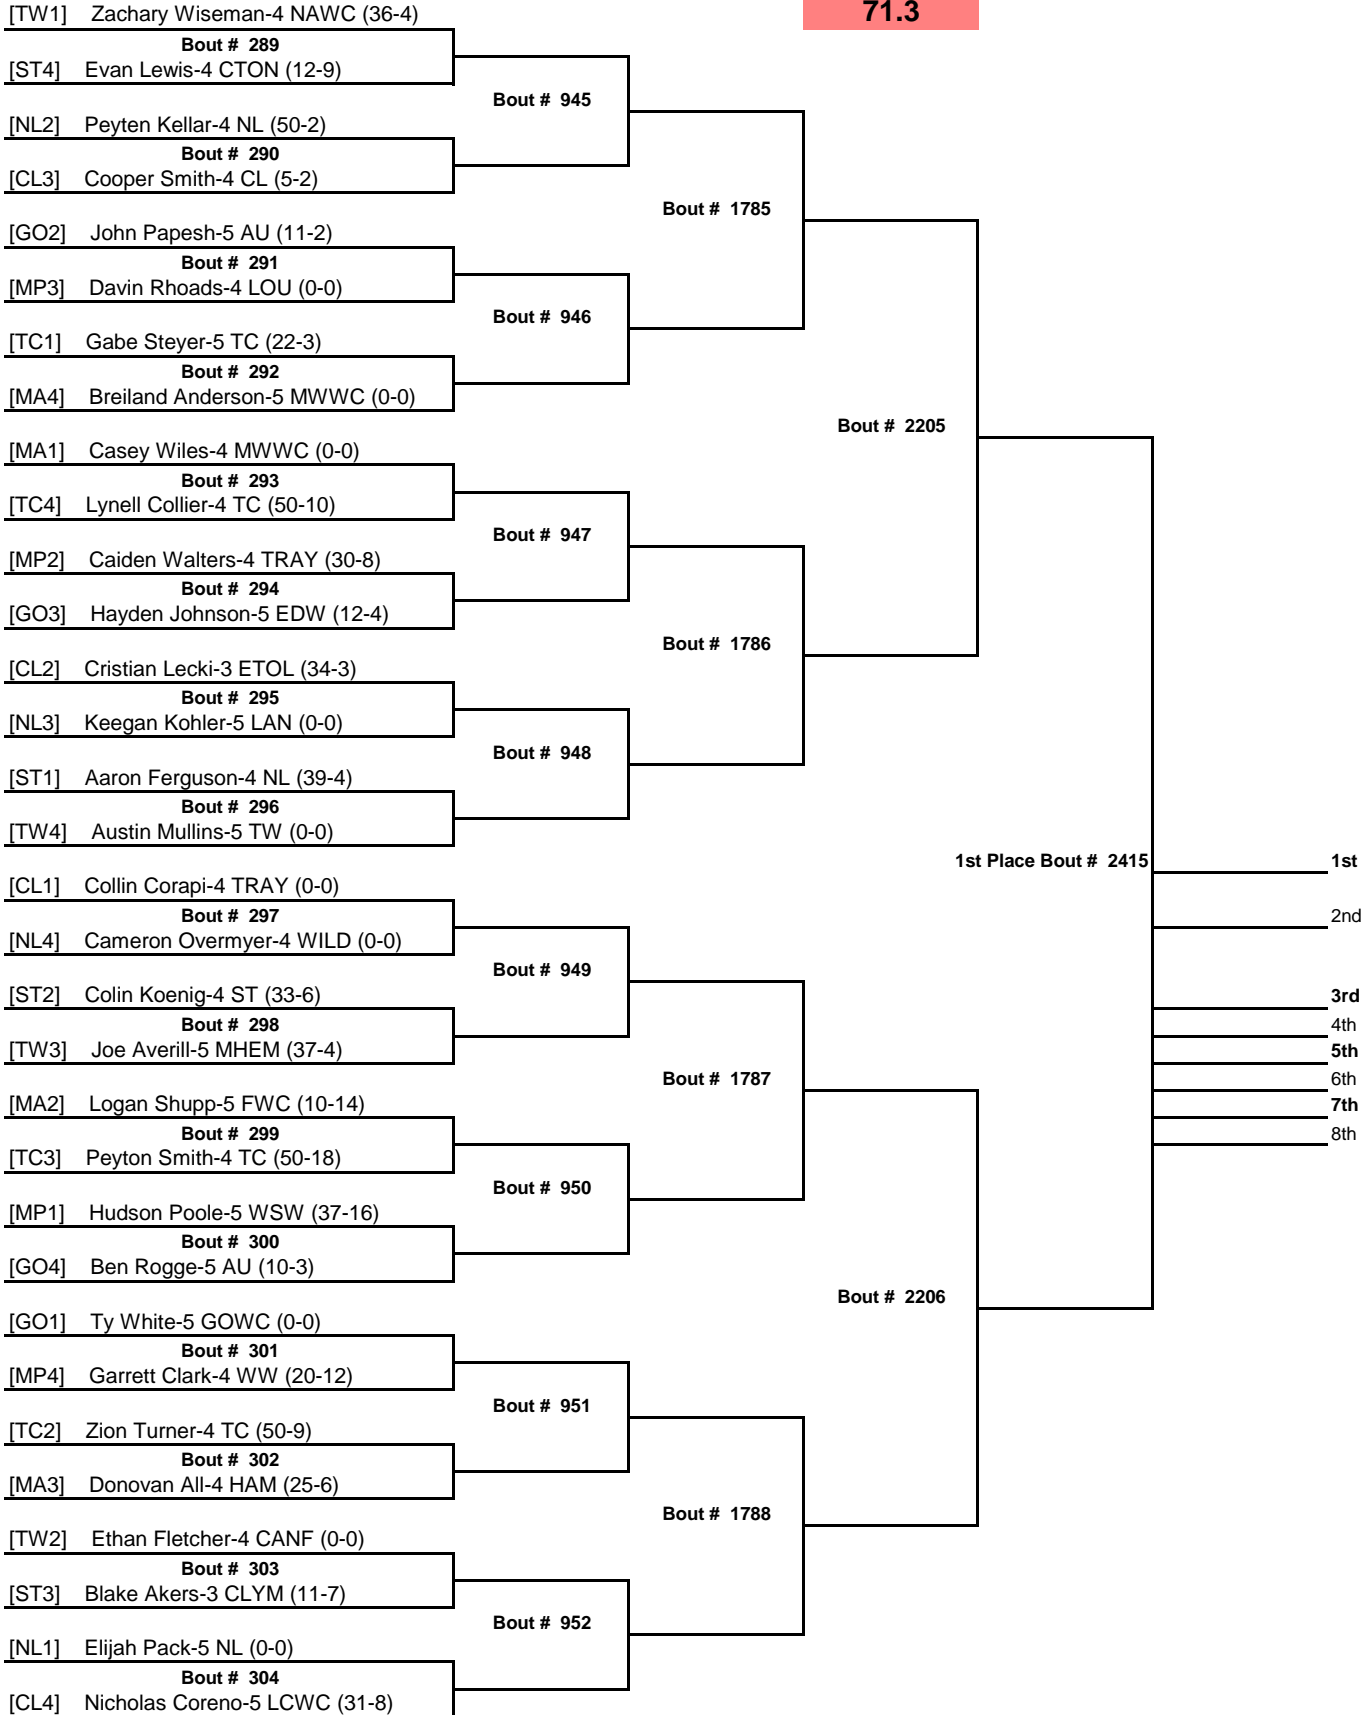 [TW1] Zachary Wiseman-4 NAWC (36-4)
71.3
Bout # 289
[ST4] Evan Lewis-4 CTON (12-9)
Bout # 945
[NL2] Peyten Kellar-4 NL (50-2)
Bout # 290
[CL3] Cooper Smith-4 CL (5-2)
Bout # 1785
[GO2] John Papesh-5 AU (11-2)
Bout # 291
[MP3] Davin Rhoads-4 LOU (0-0)
Bout # 946
[TC1] Gabe Steyer-5 TC (22-3)
Bout # 292
[MA4] Breiland Anderson-5 MWWC (0-0)
Bout # 2205
[MA1] Casey Wiles-4 MWWC (0-0)
Bout # 293
[TC4] Lynell Collier-4 TC (50-10)
Bout # 947
[MP2] Caiden Walters-4 TRAY (30-8)
Bout # 294
[GO3] Hayden Johnson-5 EDW (12-4)
Bout # 1786
[CL2] Cristian Lecki-3 ETOL (34-3)
Bout # 295
[NL3] Keegan Kohler-5 LAN (0-0)
Bout # 948
[ST1] Aaron Ferguson-4 NL (39-4)
Bout # 296
[TW4] Austin Mullins-5 TW (0-0)
1st Place Bout # 2415
1st
[CL1] Collin Corapi-4 TRAY (0-0)
Bout # 297
2nd
[NL4] Cameron Overmyer-4 WILD (0-0)
Bout # 949
[ST2] Colin Koenig-4 ST (33-6)
3rd
Bout # 298
4th
[TW3] Joe Averill-5 MHEM (37-4)
5th
Bout # 1787
6th
[MA2] Logan Shupp-5 FWC (10-14)
7th
Bout # 299
8th
[TC3] Peyton Smith-4 TC (50-18)
Bout # 950
[MP1] Hudson Poole-5 WSW (37-16)
Bout # 300
[GO4] Ben Rogge-5 AU (10-3)
Bout # 2206
[GO1] Ty White-5 GOWC (0-0)
Bout # 301
[MP4] Garrett Clark-4 WW (20-12)
Bout # 951
[TC2] Zion Turner-4 TC (50-9)
Bout # 302
[MA3] Donovan All-4 HAM (25-6)
Bout # 1788
[TW2] Ethan Fletcher-4 CANF (0-0)
Bout # 303
[ST3] Blake Akers-3 CLYM (11-7)
Bout # 952
[NL1] Elijah Pack-5 NL (0-0)
Bout # 304
[CL4] Nicholas Coreno-5 LCWC (31-8)